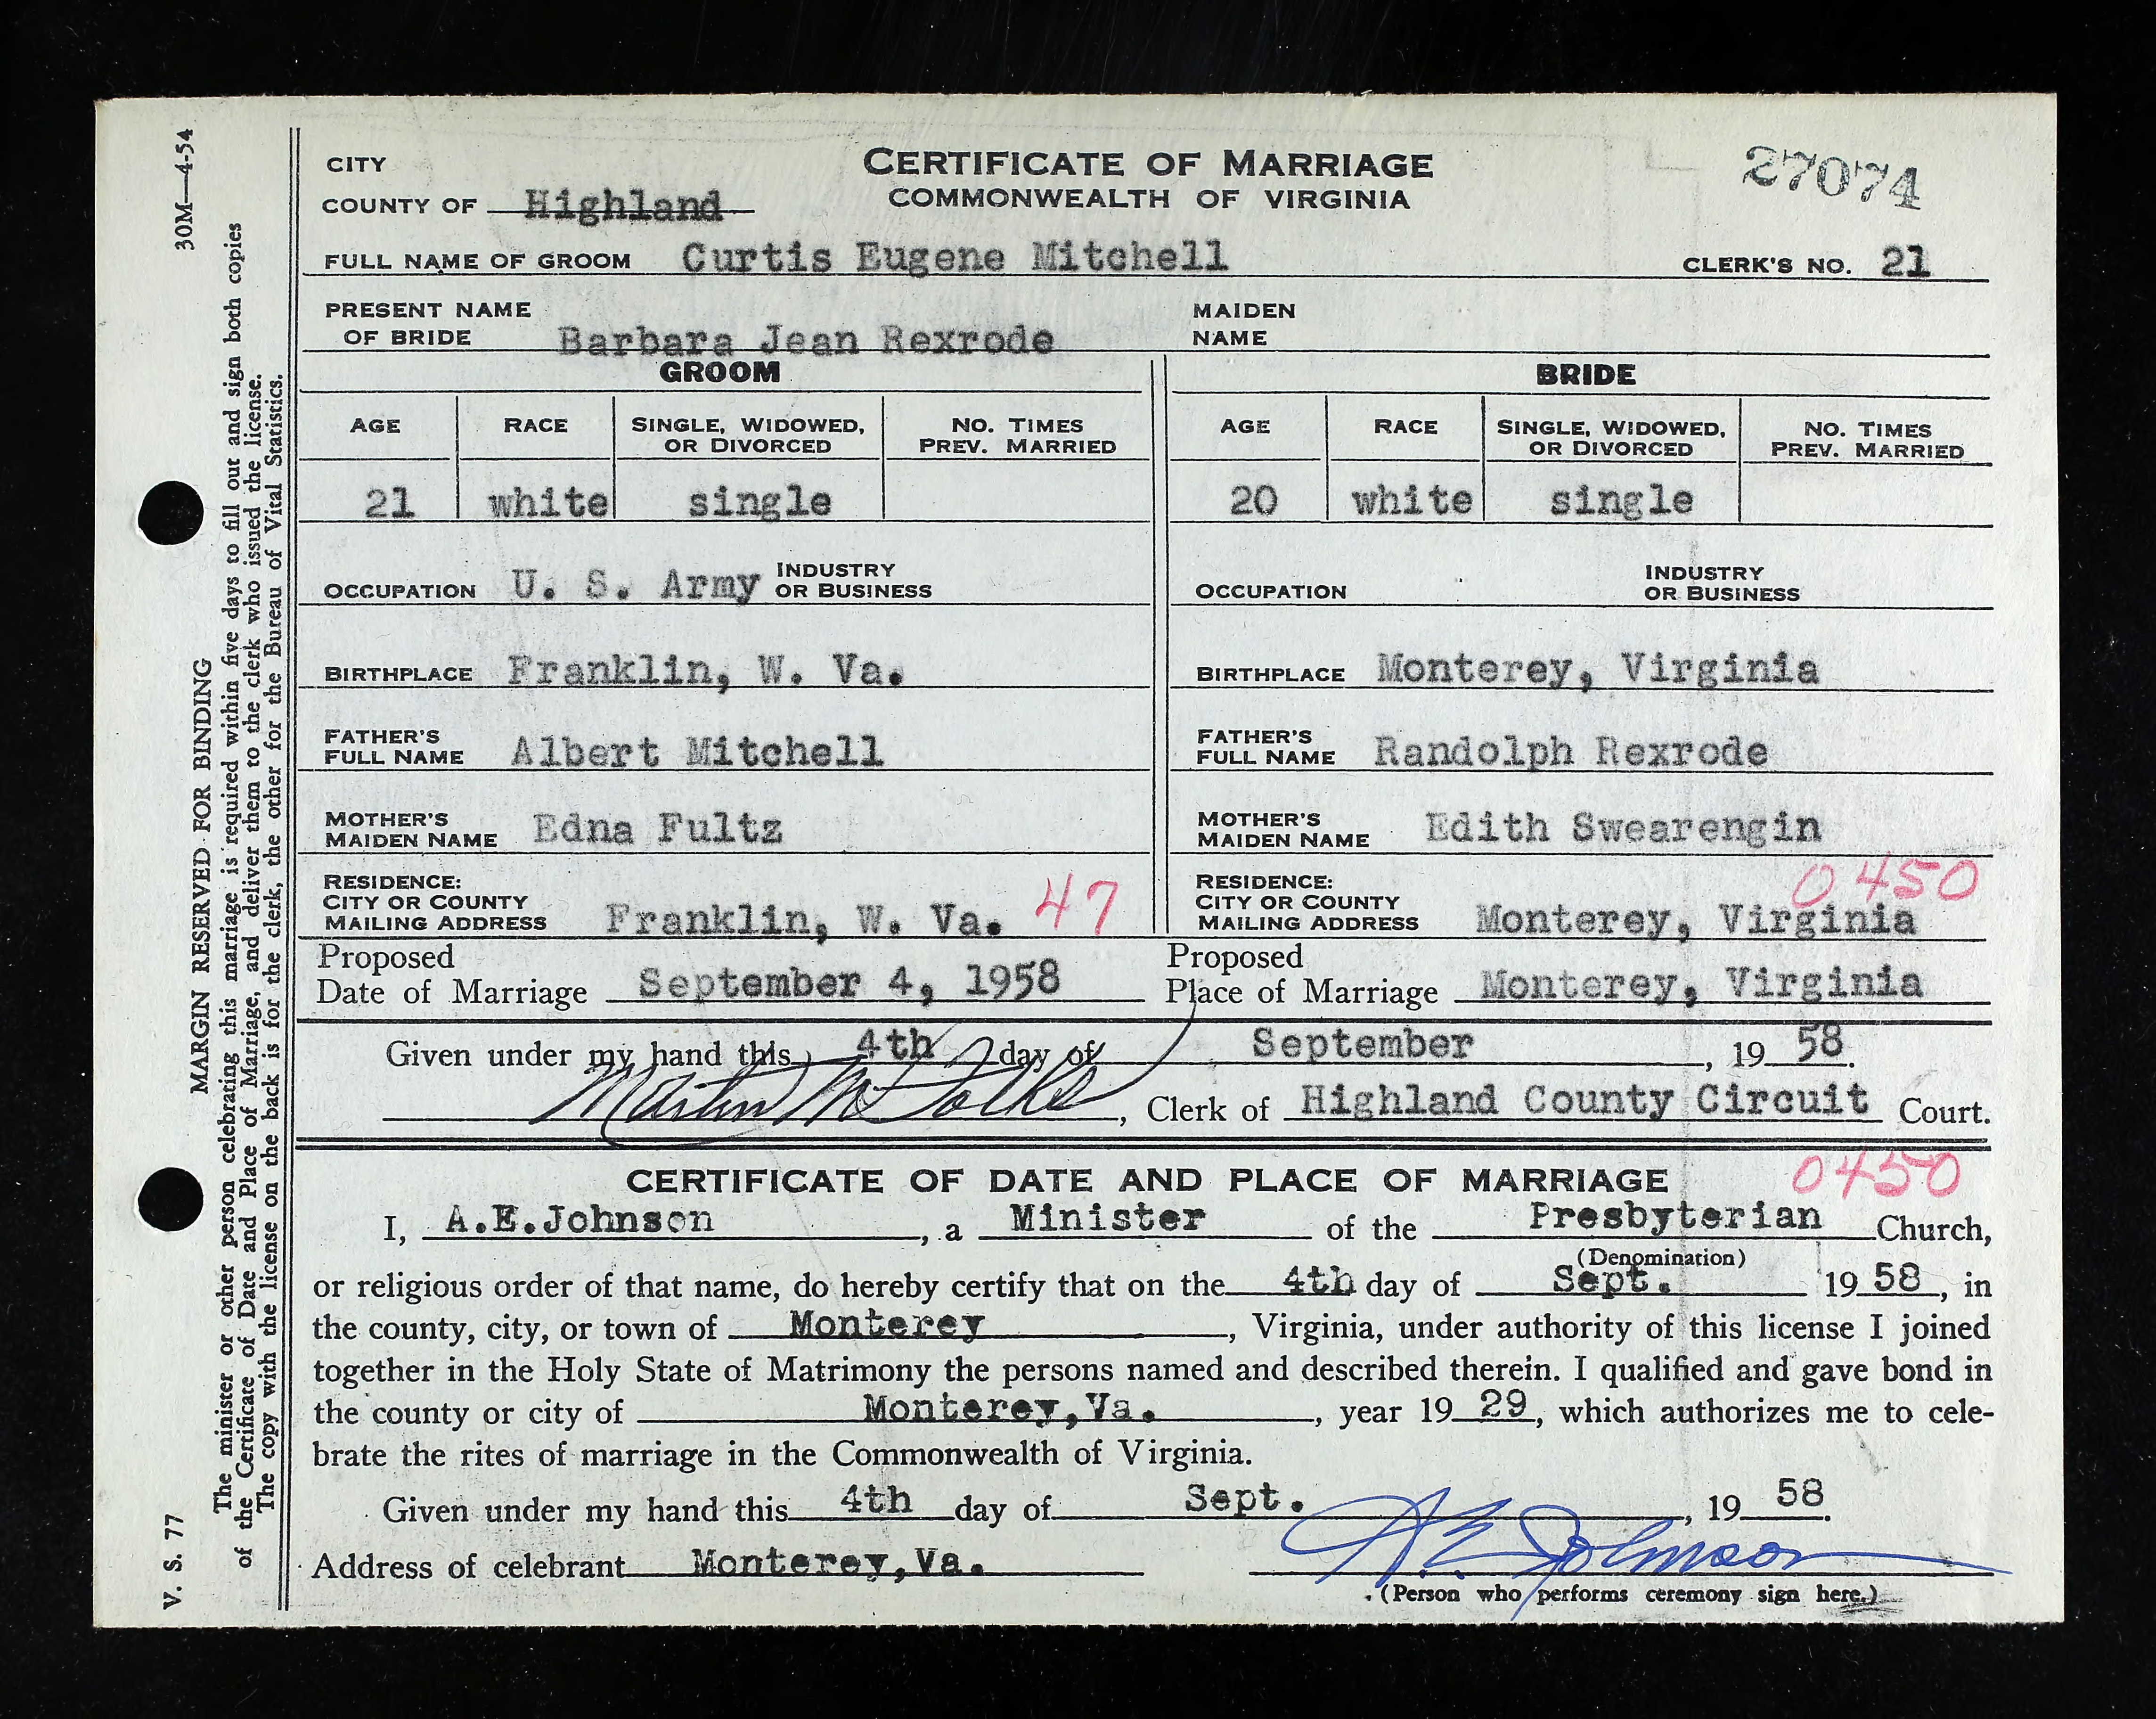 30M—4-54
MARGIN RESERVED FOR BINDING
The minister or other person celebrating this marriage is required within five days to fill out and sign both copies
of the Certificate of Date and Place of Marriage, and deliver them to the clerk who issued the license.
The copy with the license on the back is for the clerk, the other for the Bureau of Vital Statistics.
V. S. 77
CITY
COUNTY OF Highland
CERTIFICATE OF MARRIAGE
COMMONWEALTH OF VIRGINIA
27074
FULL NAME OF GROOM Curtis Eugene Mitchell CLERK'S NO. 21
PRESENT NAME MAIDEN
OF BRIDE Barbara Jean Rexrode NAME
GROOM BRIDE
AGE RACE SINGLE, WIDOWED, NO. TIMES AGE RACE SINGLE, WIDOWED, NO. TIMES
OR DIVORCED PREV. MARRIED OR DIVORCED PREV. MARRIED
21 white single 20 white single
INDUSTRY INDUSTRY
OCCUPATION U. S. Army OR BUSINESS OCCUPATION OR BUSINESS
BIRTHPLACE Franklin, W. Va. BIRTHPLACE Monterey, Virginia
FATHER'S FATHER'S
FULL NAME Albert Mitchell FULL NAME Randolph Rexrode
MOTHER'S MOTHER'S
MAIDEN NAME Edna Fultz MAIDEN NAME Edith Swearengin
RESIDENCE: RESIDENCE: 0450
CITY OR COUNTY 47 CITY OR COUNTY
MAILING ADDRESS Franklin, W. Va. MAILING ADDRESS Monterey, Virginia
Proposed Proposed
Date of Marriage September 4, 1958 Place of Marriage Monterey, Virginia
Given under my hand this 4th day of September, 19 58.
Martin M Folks, Clerk of Highland County Circuit Court.
CERTIFICATE OF DATE AND PLACE OF MARRIAGE 0450
I, A.E.Johnson, a Minister of the Presbyterian Church,
(Denomination)
or religious order of that name, do hereby certify that on the 4th day of Sept. 19 58, in
the county, city, or town of Monterey, Virginia, under authority of this license I joined
together in the Holy State of Matrimony the persons named and described therein. I qualified and gave bond in
the county or city of Monterey,Va., year 19 29, which authorizes me to cele-
brate the rites of marriage in the Commonwealth of Virginia.
Given under my hand this 4th day of Sept., 19 58.
Address of celebrant Monterey,Va. A.E. Johnson
(Person who performs ceremony sign here.)